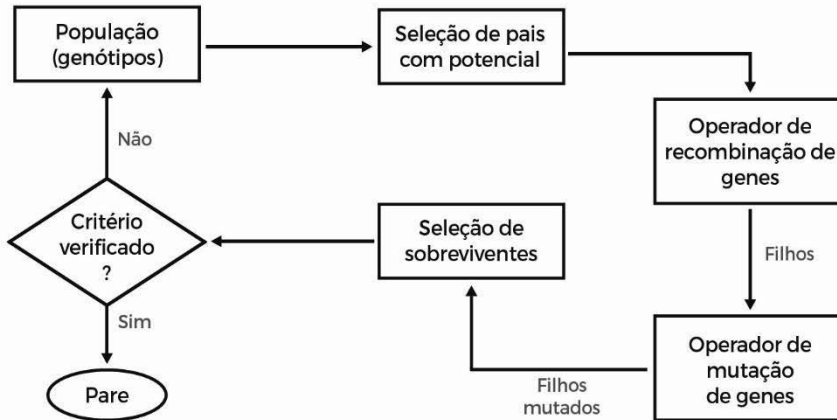 População
(genótipos)
Seleção de pais
com potencial
Operador de
recombinação de
genes
Filhos
Operador de
mutação
de genes
Filhos
mutados
Seleção de
sobreviventes
Critério
verificado
?
Não
Sim
Pare